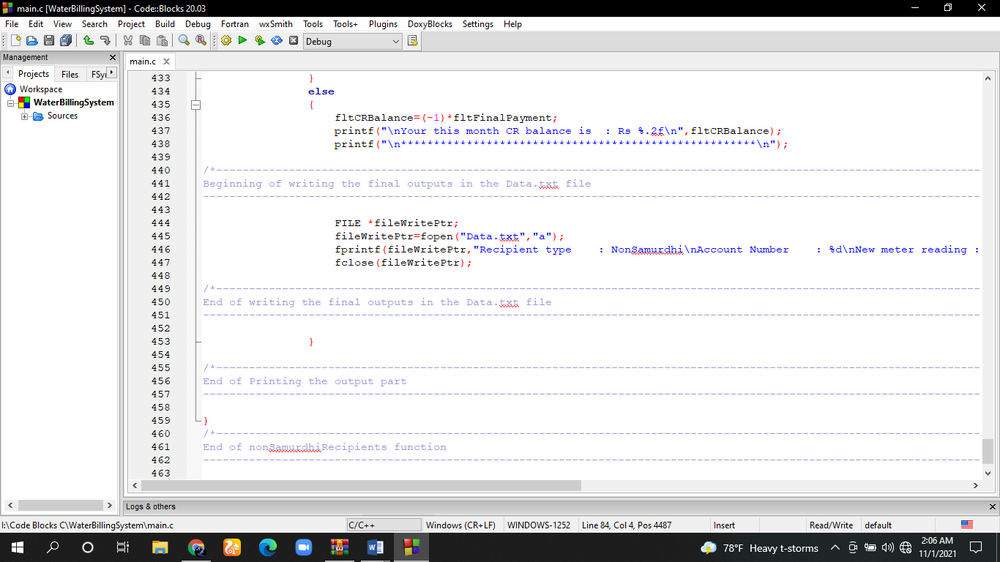 main.c [WaterBillingSystem] - Code::Blocks 20.03
File Edit View Search Project Build Debug Fortran wxSmith Tools Tools+ Plugins DoxyBlocks Settings Help
Debug
Management
Projects Files FSy
Workspace
WaterBillingSystem
Sources
main.c
433 }
434 else
435 {
436 fltCRBalance=(-1)*fltFinalPayment;
437 printf("\nYour this month CR balance is  : Rs %.2f\n",fltCRBalance);
438 printf("\n******************************************************\n");
439
440 /*----------------------------------------------------------------------------------------------------------------------
441 Beginning of writing the final outputs in the Data.txt file
442 ----------------------------------------------------------------------------------------------------------------------
443
444 FILE *fileWritePtr;
445 fileWritePtr=fopen("Data.txt","a");
446 fprintf(fileWritePtr,"Recipient type    : NonSamurdhi\nAccount Number    : %d\nNew meter reading :
447 fclose(fileWritePtr);
448
449 /*----------------------------------------------------------------------------------------------------------------------
450 End of writing the final outputs in the Data.txt file
451 ----------------------------------------------------------------------------------------------------------------------
452
453 }
454
455 /*----------------------------------------------------------------------------------------------------------------------
456 End of Printing the output part
457 ----------------------------------------------------------------------------------------------------------------------
458
459 }
460 /*----------------------------------------------------------------------------------------------------------------------
461 End of nonSamurdhiRecipients function
462 ----------------------------------------------------------------------------------------------------------------------
463
Logs & others
I:\Code Blocks C\WaterBillingSystem\main.c C/C++ Windows (CR+LF) WINDOWS-1252 Line 84, Col 4, Pos 4487 Insert Read/Write default
78°F Heavy t-storms 2:06 AM
11/1/2021